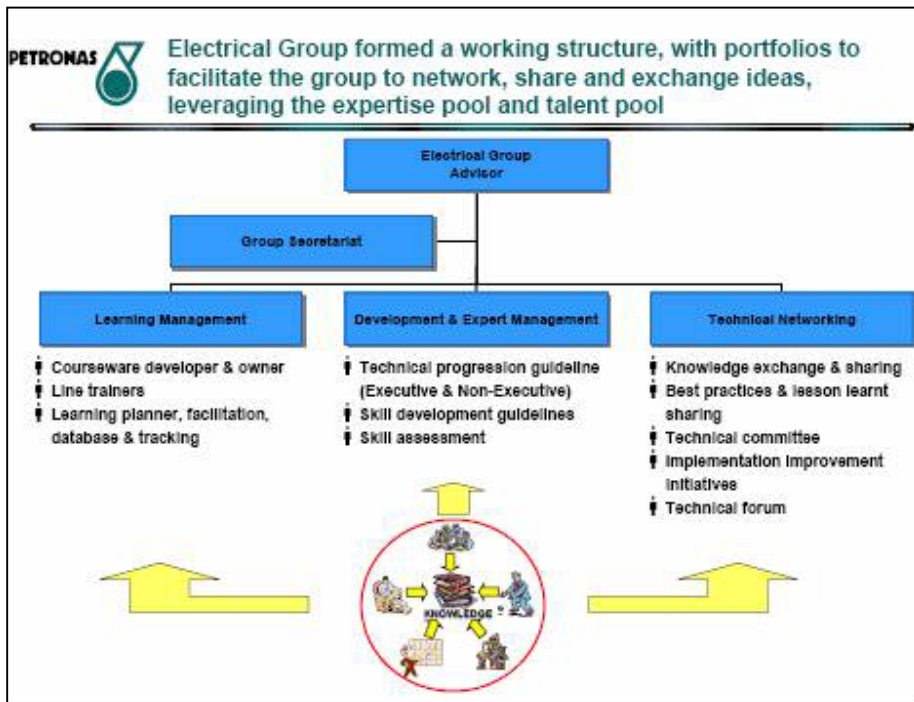 PETRONAS
Electrical Group formed a working structure, with portfolios to
facilitate the group to network, share and exchange ideas,
leveraging the expertise pool and talent pool
Electrical Group
Advisor
Group Secretariat
Learning Management
Courseware developer & owner
Line trainers
Learning planner, facilitation,
database & tracking
Development & Expert Management
Technical progression guideline
(Executive & Non-Executive)
Skill development guidelines
Skill assessment
Technical Networking
Knowledge exchange & sharing
Best practices & lesson learnt
sharing
Technical committee
Implementation improvement
initiatives
Technical forum
KNOWLEDGE